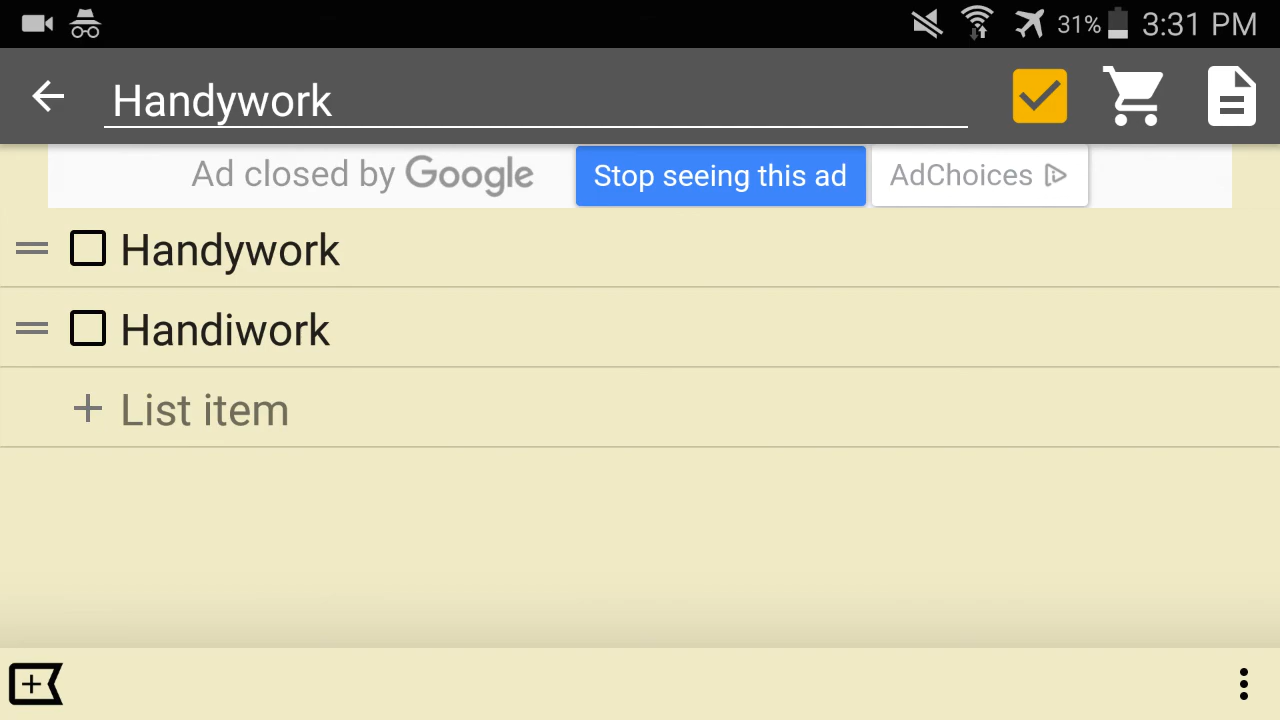 31% 3:31 PM
Handywork
Ad closed by Google Stop seeing this ad AdChoices
Handywork
Handiwork
List item